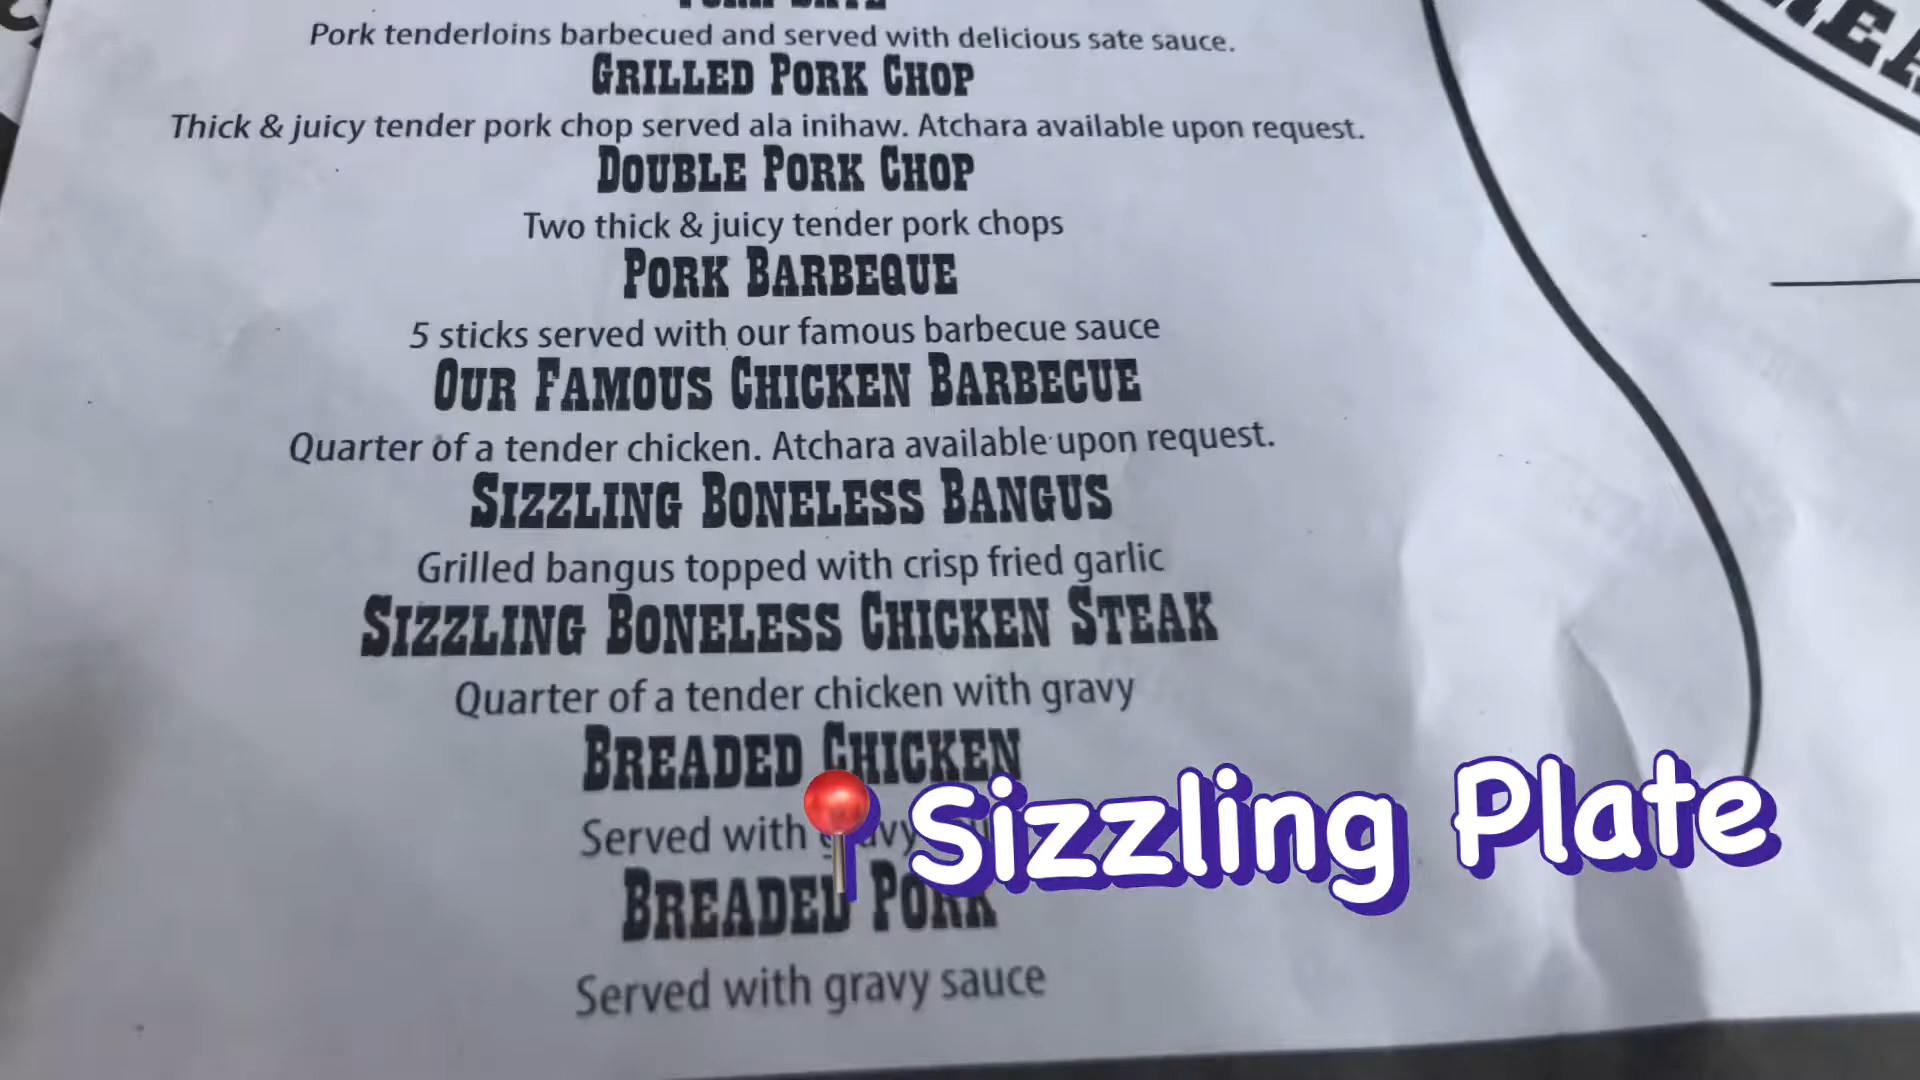 Pork tenderloins barbecued and served with delicious sate sauce.
GRILLED PORK CHOP
Thick & juicy tender pork chop served ala inihaw. Atchara available upon request.
DOUBLE PORK CHOP
Two thick & juicy tender pork chops
PORK BARBEQUE
5 sticks served with our famous barbecue sauce
OUR FAMOUS CHICKEN BARBECUE
Quarter of a tender chicken. Atchara available upon request.
SIZZLING BONELESS BANGUS
Grilled bangus topped with crisp fried garlic
SIZZLING BONELESS CHICKEN STEAK
Quarter of a tender chicken with gravy
BREADED CHICKEN
Served with
Sizzling Plate
BREADED PORK
Served with gravy sauce